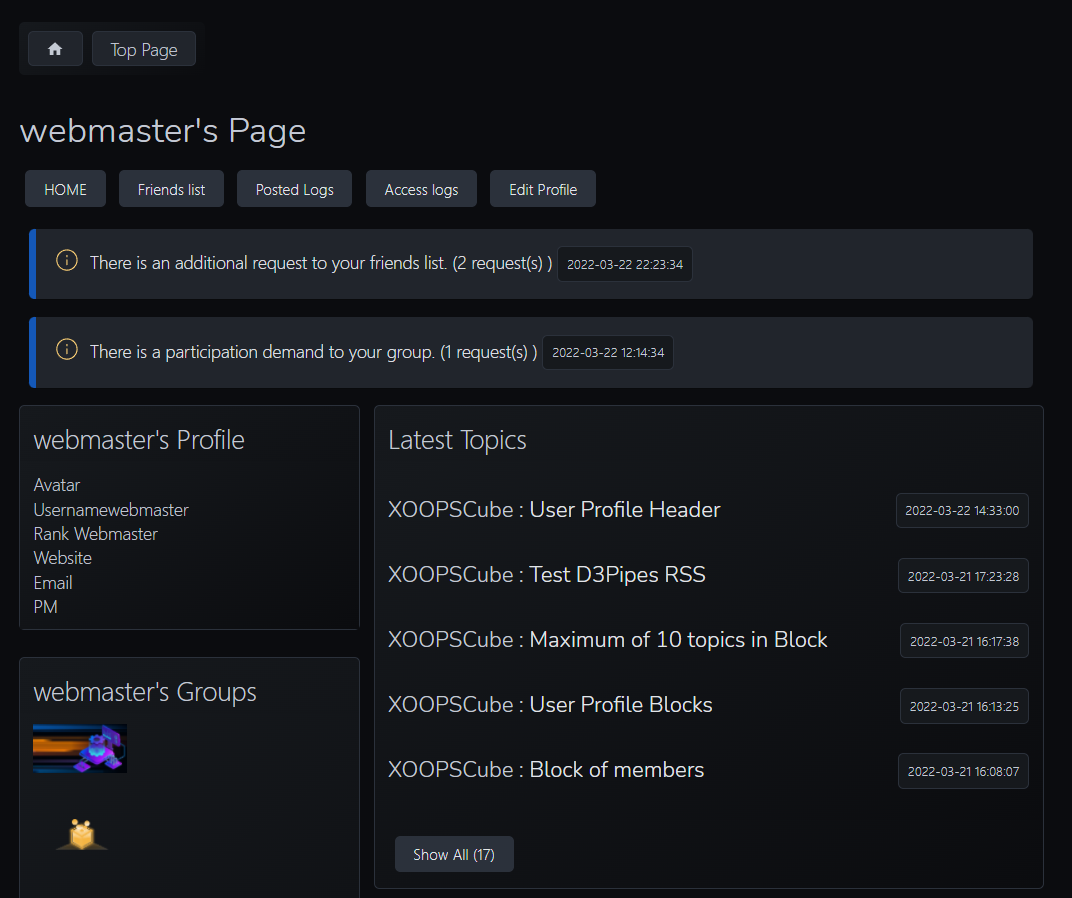 Top Page
webmaster's Page
HOME Friends list Posted Logs Access logs Edit Profile
There is an additional request to your friends list. (2 request(s) ) 2022-03-22 22:23:34
There is a participation demand to your group. (1 request(s) ) 2022-03-22 12:14:34
webmaster's Profile
Avatar
Usernamewebmaster
Rank Webmaster
Website
Email
PM
webmaster's Groups
Latest Topics
XOOPSCube : User Profile Header 2022-03-22 14:33:00
XOOPSCube : Test D3Pipes RSS 2022-03-21 17:23:28
XOOPSCube : Maximum of 10 topics in Block 2022-03-21 16:17:38
XOOPSCube : User Profile Blocks 2022-03-21 16:13:25
XOOPSCube : Block of members 2022-03-21 16:08:07
Show All (17)